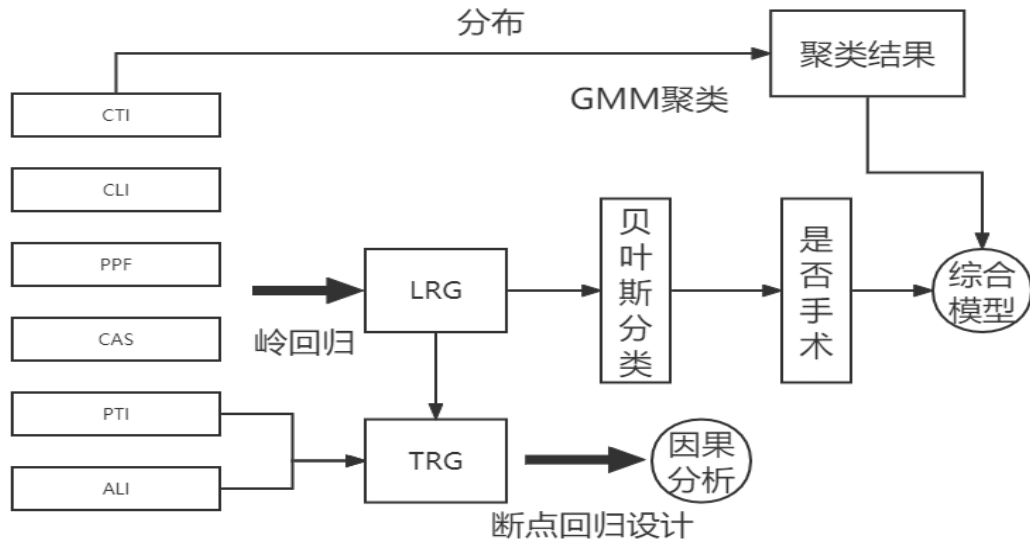 分布
聚类结果
GMM聚类
CTI
CLI
PPF
CAS
PTI
ALI
岭回归
LRG
TRG
贝叶斯分类
是否手术
综合
模型
因果
分析
断点回归设计